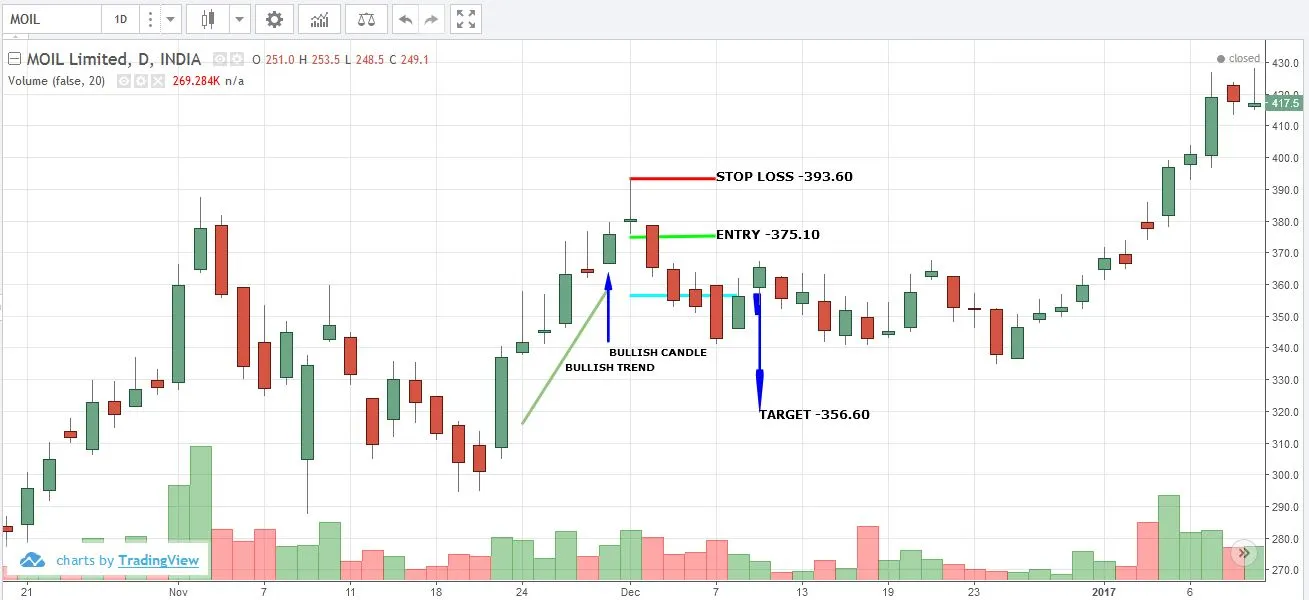 MOIL 1D
MOIL Limited, D, INDIA O 251.0 H 253.5 L 248.5 C 249.1
Volume (false, 20) 269.284K n/a
closed
430.0
420.0
417.5
410.0
400.0
390.0
380.0
370.0
360.0
350.0
340.0
330.0
320.0
310.0
300.0
290.0
280.0
270.0
STOP LOSS -393.60
ENTRY -375.10
BULLISH CANDLE
BULLISH TREND
TARGET -356.60
charts by TradingView
21 Nov 7 11 18 24 Dec 7 13 19 23 2017 6